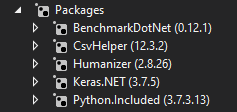 Packages
BenchmarkDotNet (0.12.1)
CsvHelper (12.3.2)
Humanizer (2.8.26)
Keras.NET (3.7.5)
Python.Included (3.7.3.13)